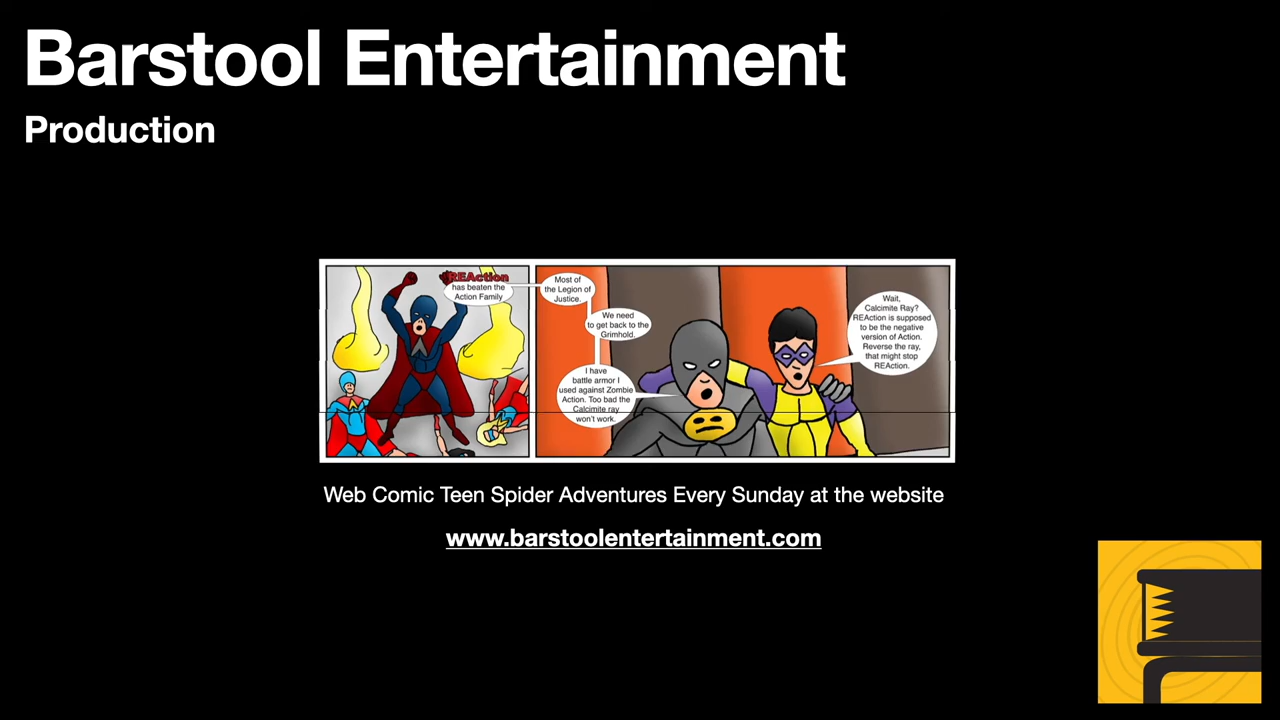 Barstool Entertainment
Production
REAction
has beaten the
Action Family
Most of
the Legion of
Justice.
We need
to get back to the
Grimhold.
I have
battle armor I
used against Zombie
Action. Too bad the
Calcimite ray
won't work.
Wait,
Calcimite Ray?
REAction is supposed
to be the negative
version of Action.
Reverse the ray,
that might stop
REAction.
Web Comic Teen Spider Adventures Every Sunday at the website
www.barstoolentertainment.com